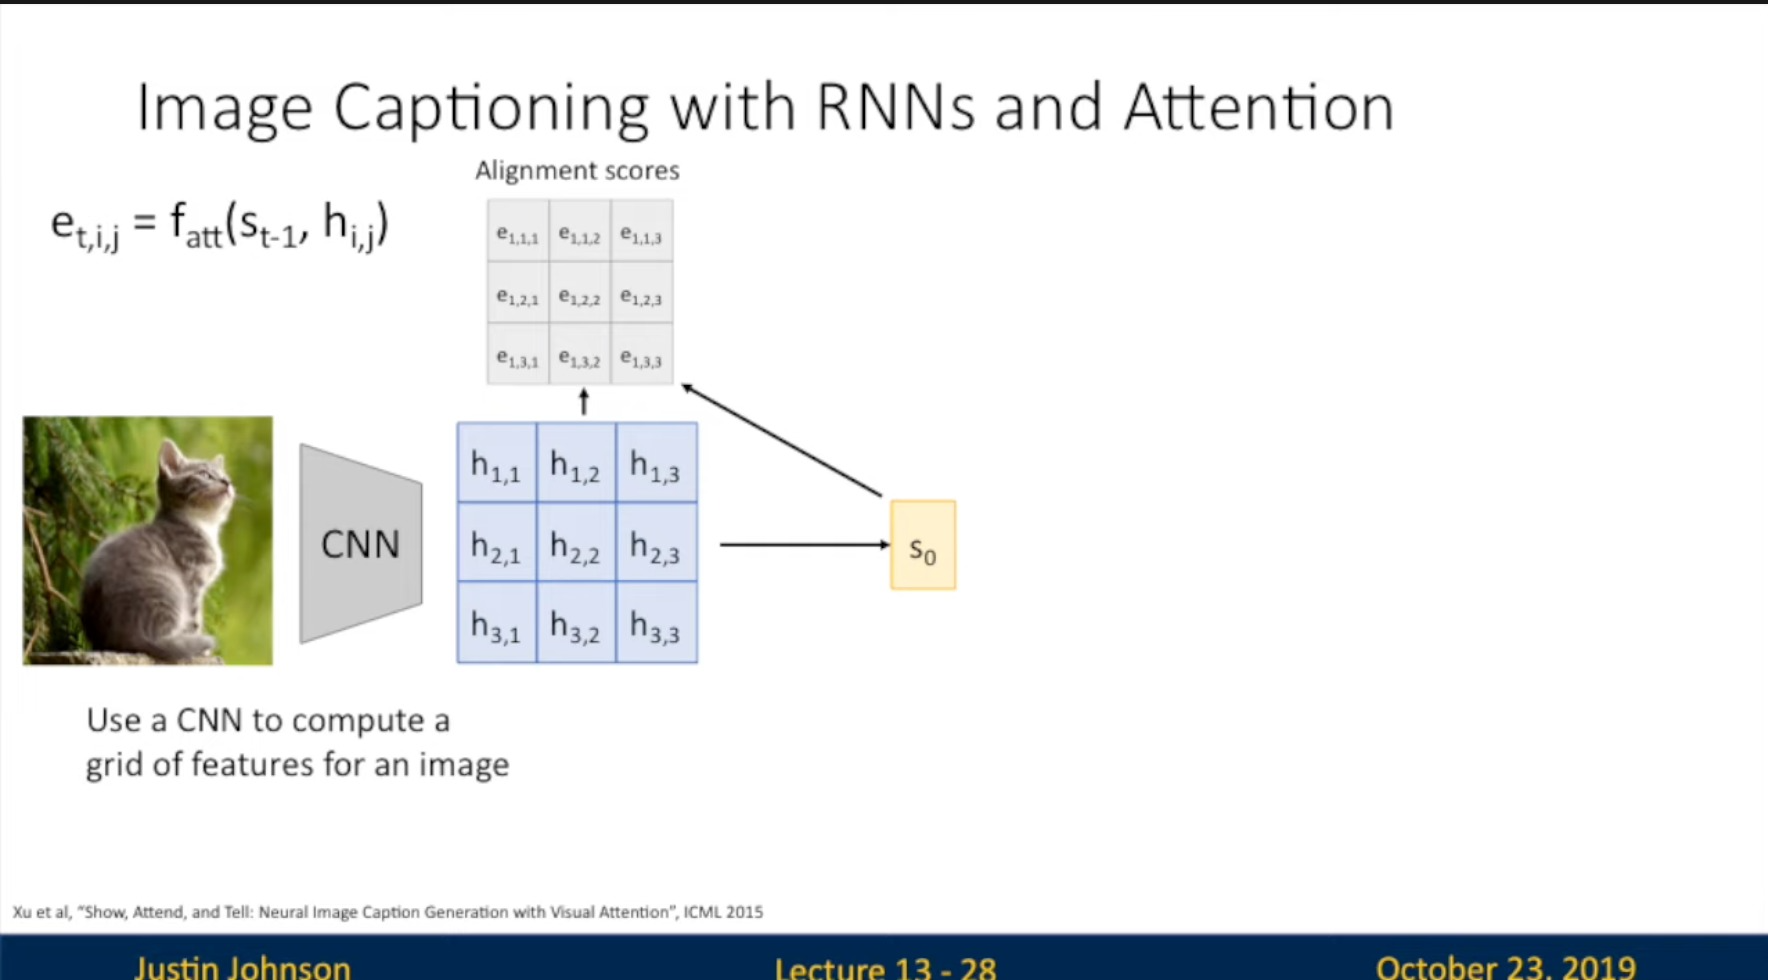 Image Captioning with RNNs and Attention
Alignment scores
e_{t,i,j} = f_{att}(s_{t-1}, h_{i,j})
e_{1,1,1} e_{1,1,2} e_{1,1,3}
e_{1,2,1} e_{1,2,2} e_{1,2,3}
e_{1,3,1} e_{1,3,2} e_{1,3,3}
CNN
h_{1,1} h_{1,2} h_{1,3}
h_{2,1} h_{2,2} h_{2,3}
h_{3,1} h_{3,2} h_{3,3}
s_0
Use a CNN to compute a
grid of features for an image
Xu et al, "Show, Attend, and Tell: Neural Image Caption Generation with Visual Attention", ICML 2015
Justin Johnson
Lecture 13 - 28
October 23, 2019